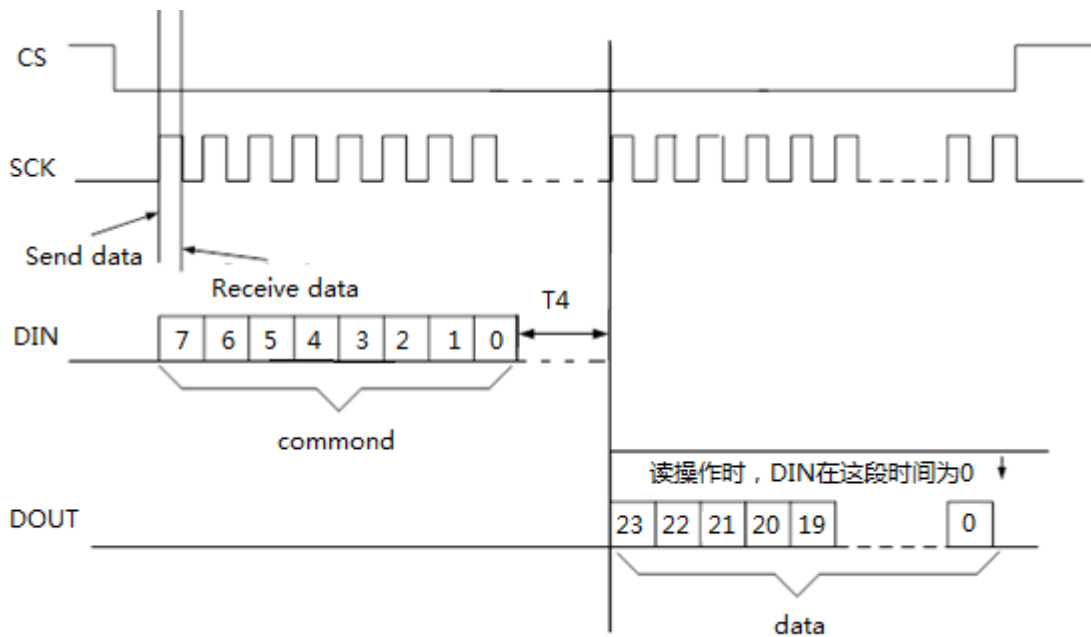 CS
SCK
Send data
Receive data
T4
DIN
7 6 5 4 3 2 1 0
commond
读操作时，DIN在这段时间为0
DOUT
23 22 21 20 19 0
data